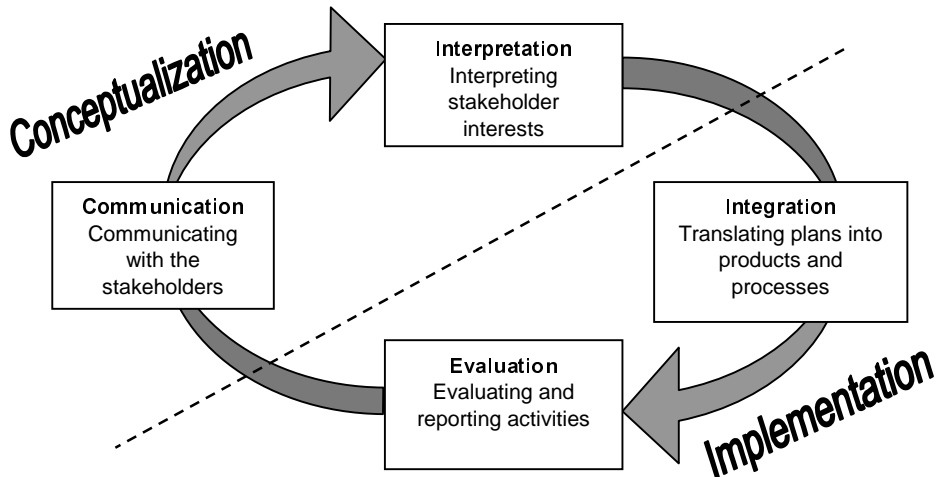 Conceptualization
Interpretation
Interpreting
stakeholder
interests
Communication
Communicating
with the
stakeholders
Integration
Translating plans into
products and
processes
Evaluation
Evaluating and
reporting activities
Implementation